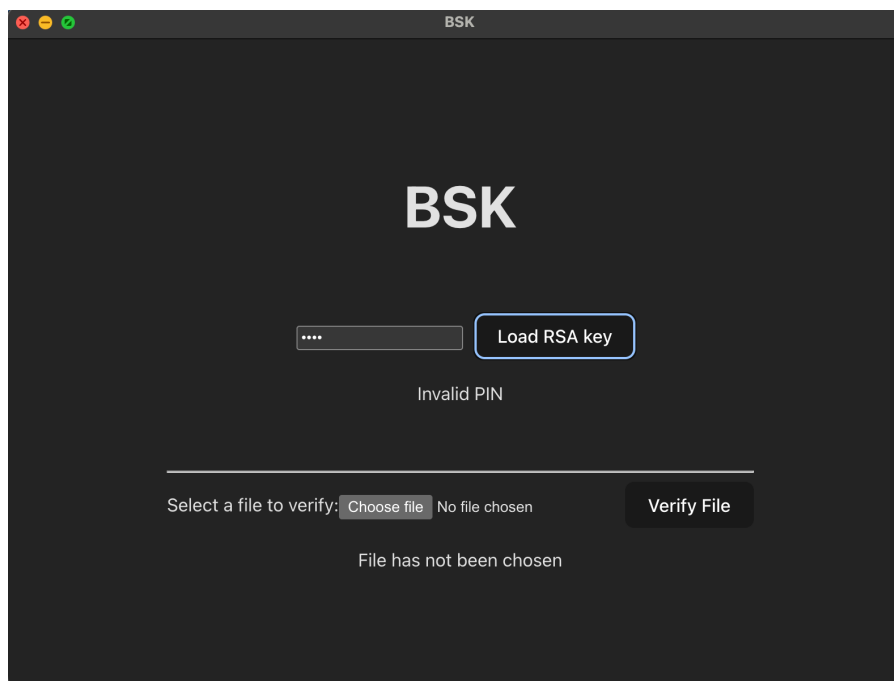 BSK
BSK
•••• Load RSA key
Invalid PIN
Select a file to verify: Choose file No file chosen Verify File
File has not been chosen